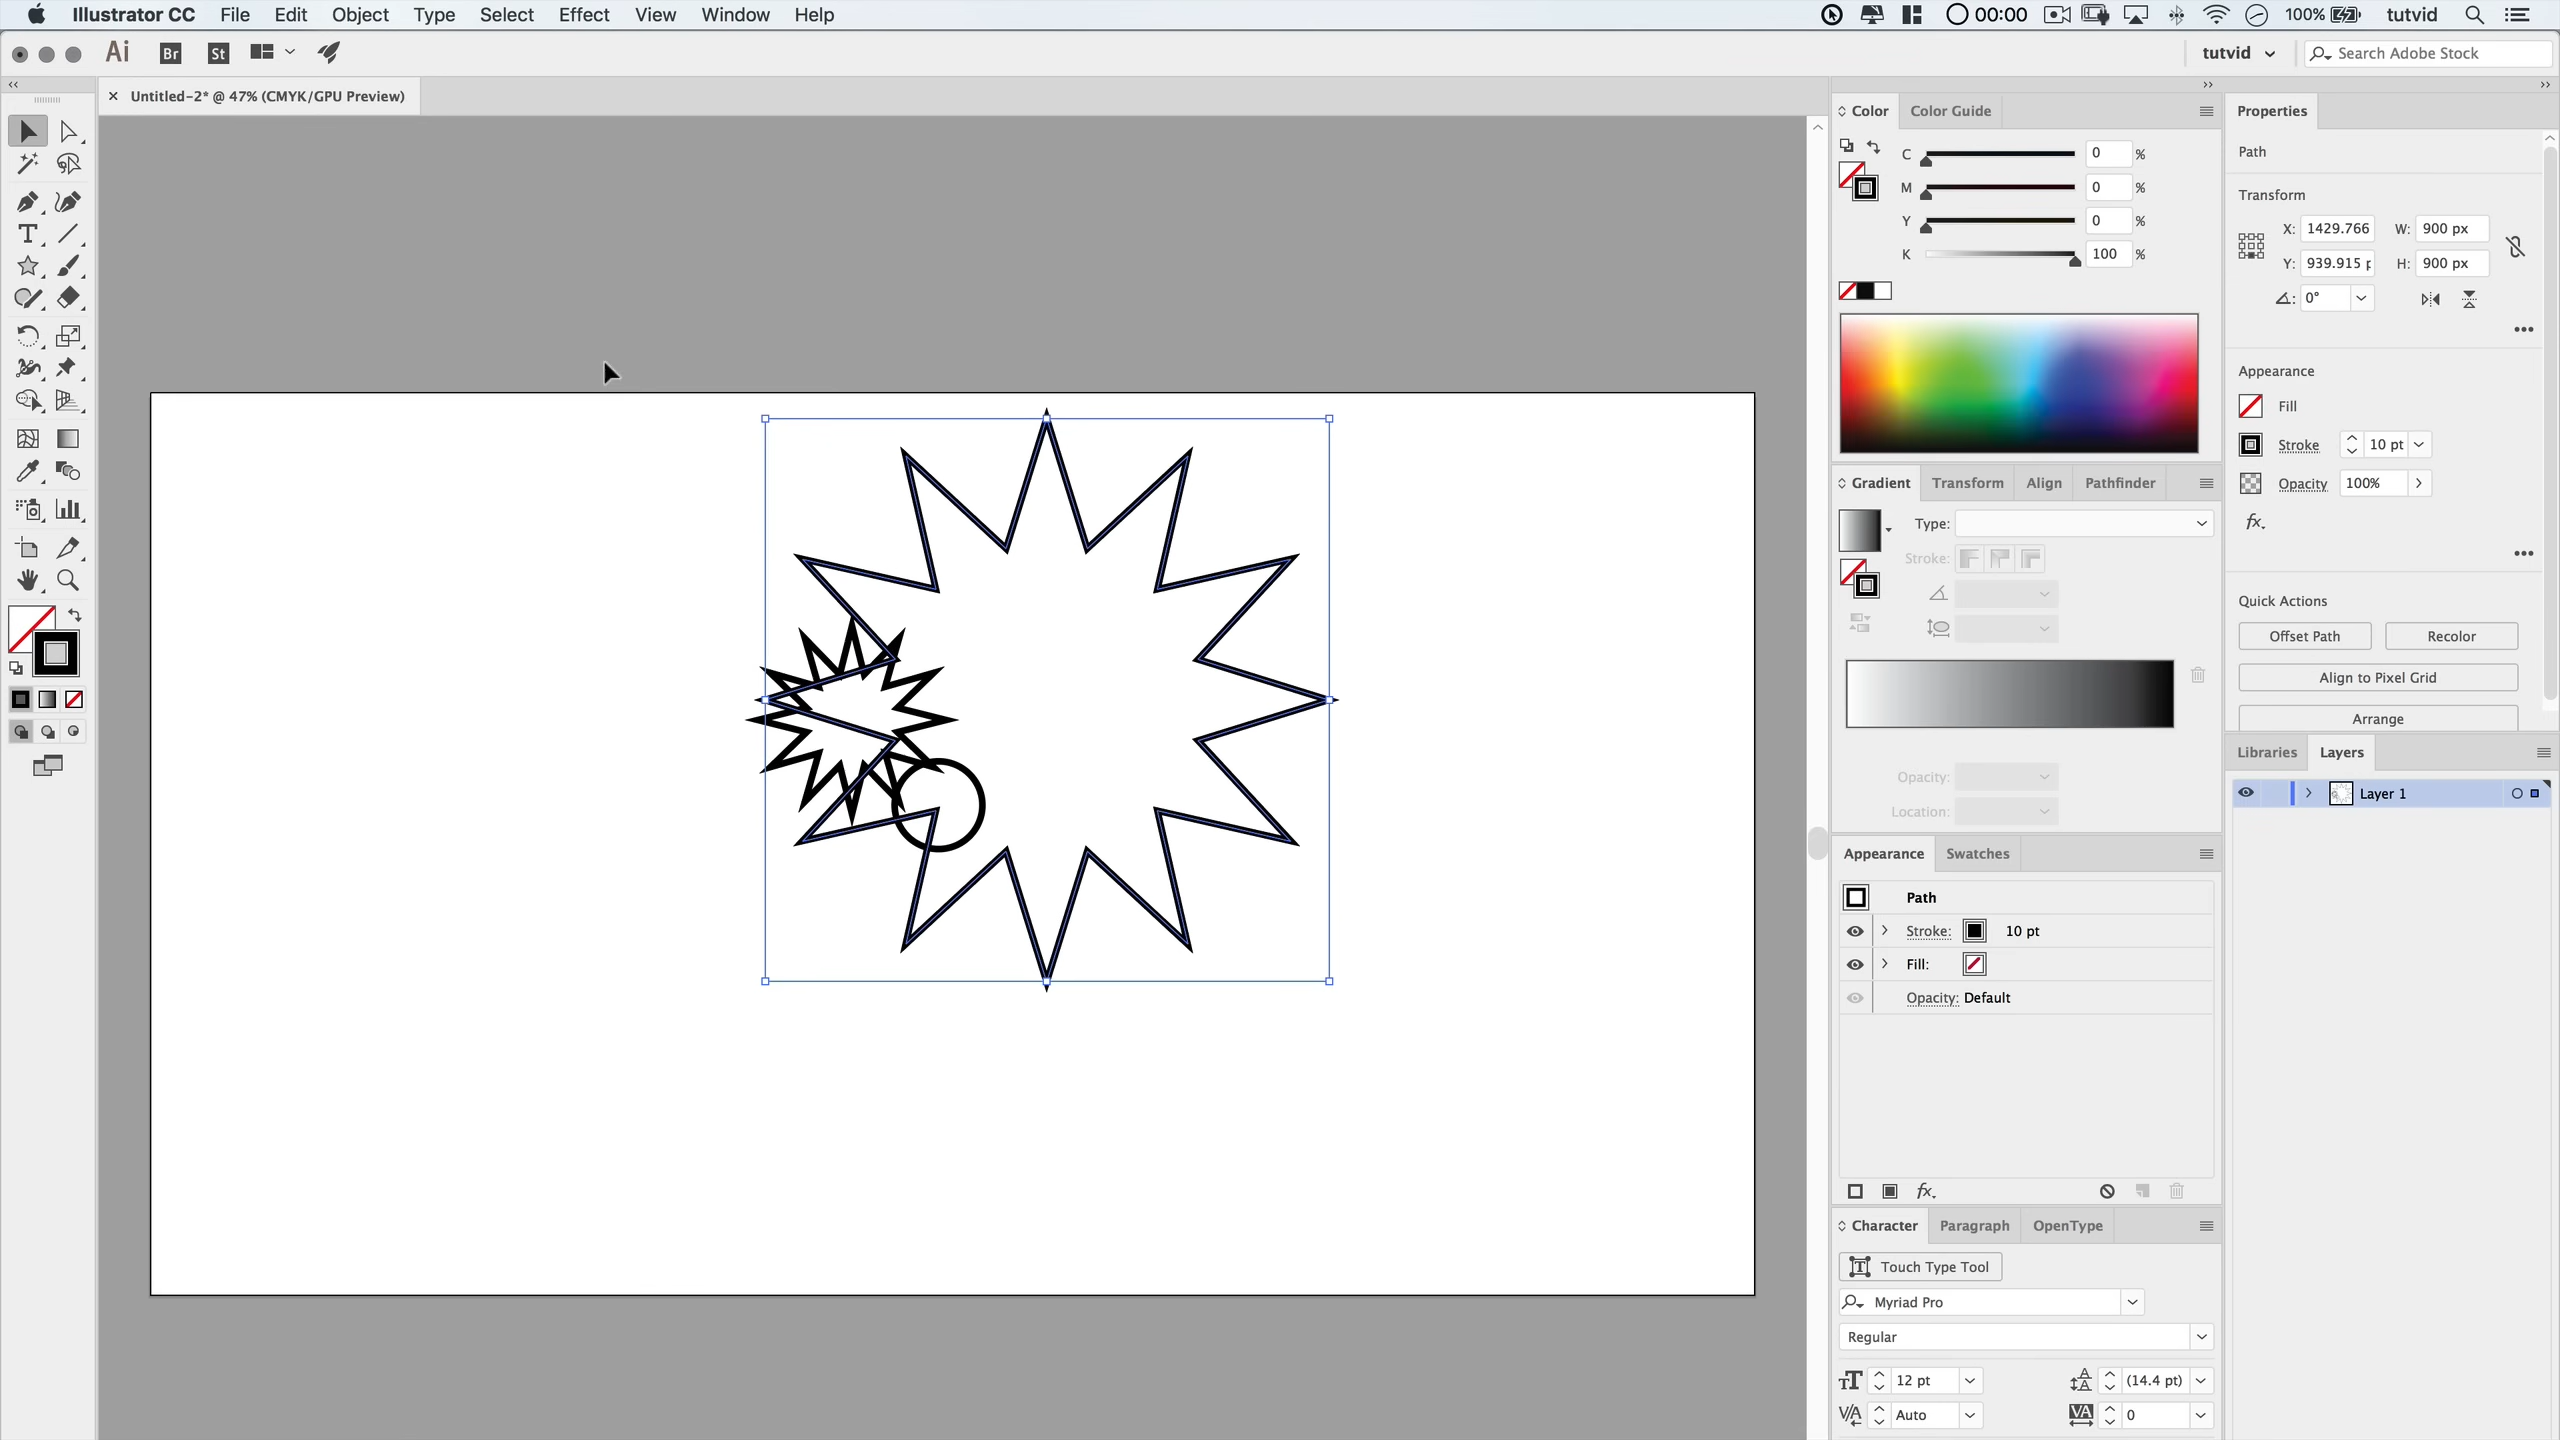 Illustrator CC File Edit Object Type Select Effect View Window Help 00:00 100% tutvid
Ai Br St tutvid Search Adobe Stock
Untitled-2* @ 47% (CMYK/GPU Preview)
Color Color Guide
C 0 %
M 0 %
Y 0 %
K 100 %
Gradient Transform Align Pathfinder
Type:
Stroke:
Opacity:
Location:
Appearance Swatches
Path
Stroke: 10 pt
Fill:
Opacity: Default
fx.
Character Paragraph OpenType
Touch Type Tool
Myriad Pro
Regular
12 pt (14.4 pt)
Auto 0
Properties
Path
Transform
X: 1429.766 W: 900 px
Y: 939.915 p H: 900 px
0°
Appearance
Fill
Stroke 10 pt
Opacity 100%
fx.
Quick Actions
Offset Path Recolor
Align to Pixel Grid
Arrange
Libraries Layers
Layer 1